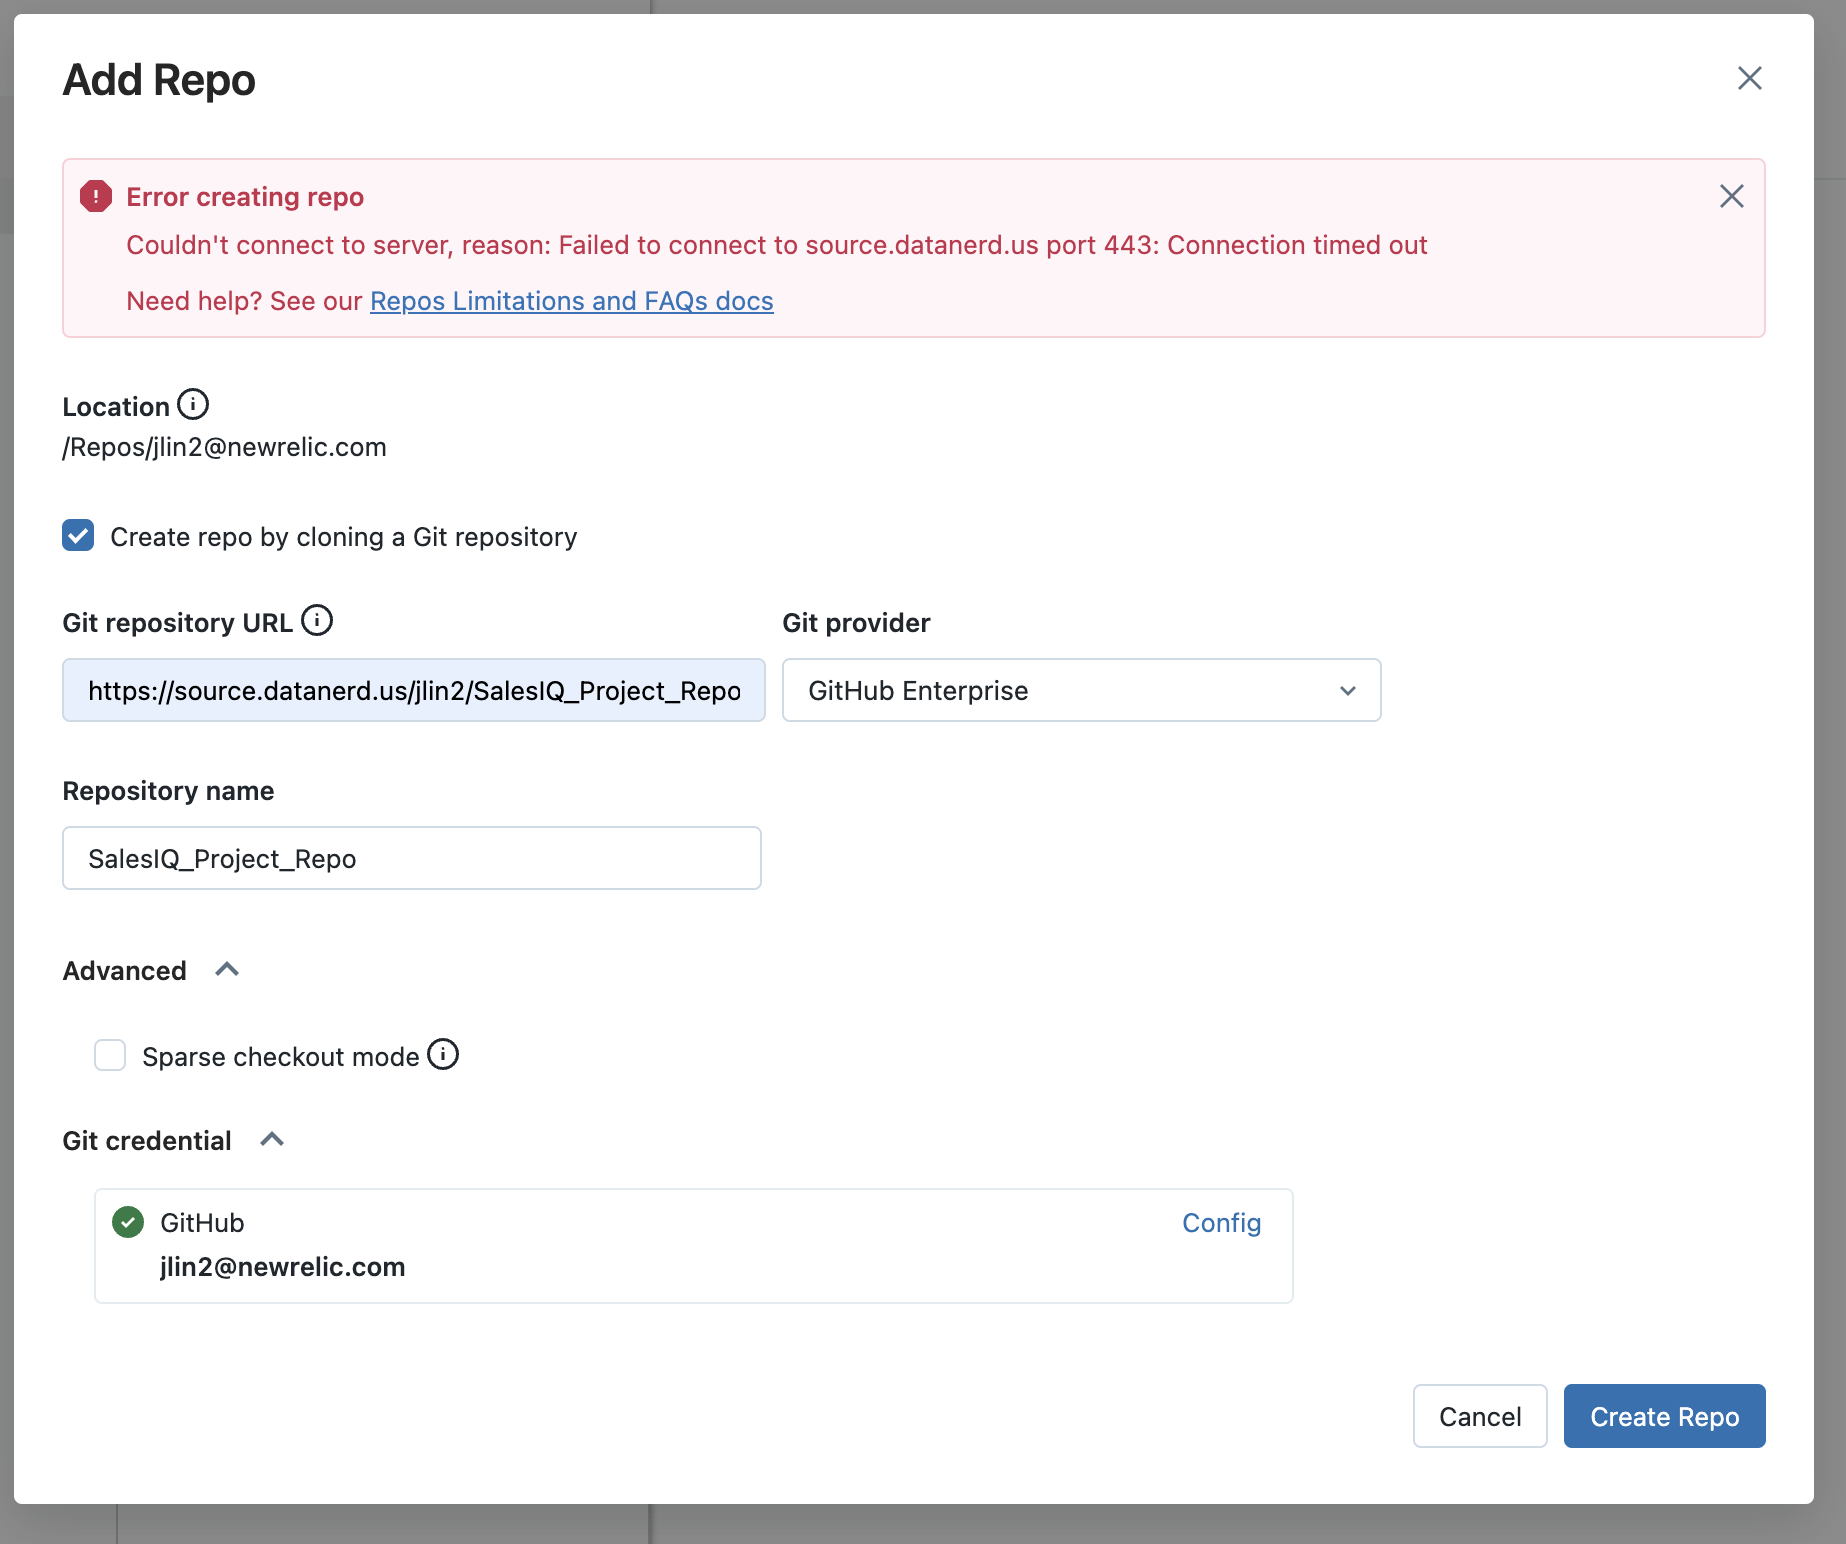 Add Repo
Error creating repo
Couldn't connect to server, reason: Failed to connect to source.datanerd.us port 443: Connection timed out
Need help? See our Repos Limitations and FAQs docs
Location
/Repos/jlin2@newrelic.com
Create repo by cloning a Git repository
Git repository URL
Git provider
https://source.datanerd.us/jlin2/SalesIQ_Project_Repo
GitHub Enterprise
Repository name
SalesIQ_Project_Repo
Advanced
Sparse checkout mode
Git credential
GitHub
Config
jlin2@newrelic.com
Cancel
Create Repo